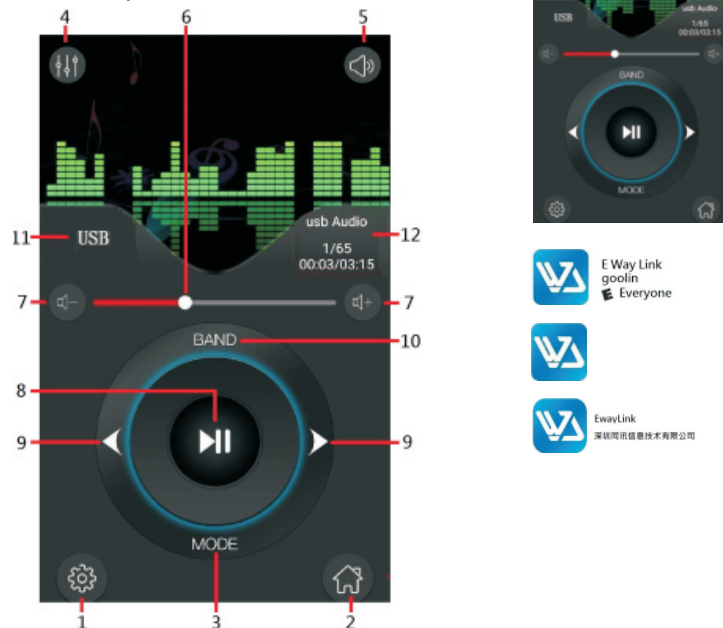 4
6
5
usb Audio
1/65
00:03/03:15
11
USB
12
7
7
BAND
10
8
9
9
MODE
1
3
2
usb Audio
1/65
00:03/03:15
USB
BAND
MODE
E Way Link
goolin
E Everyone
EwayLink
深圳同讯信息技术有限公司